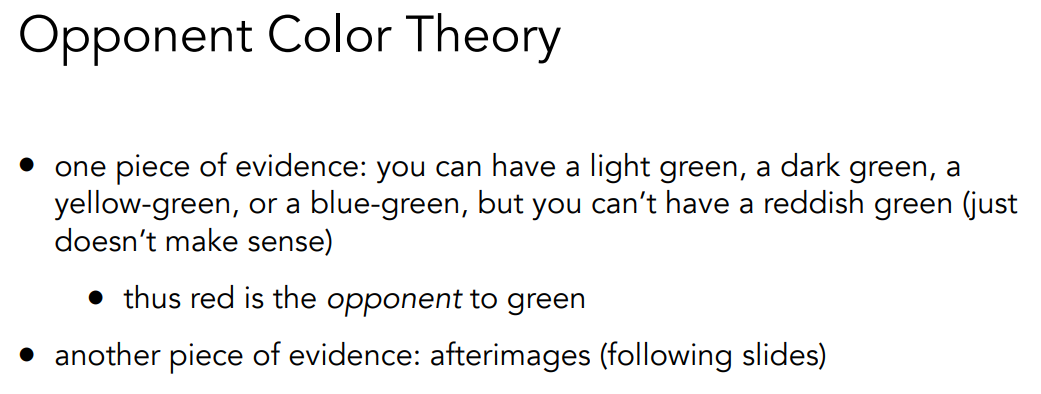 Opponent Color Theory
• one piece of evidence: you can have a light green, a dark green, a
yellow-green, or a blue-green, but you can’t have a reddish green (just
doesn’t make sense)
• thus red is the opponent to green
• another piece of evidence: afterimages (following slides)